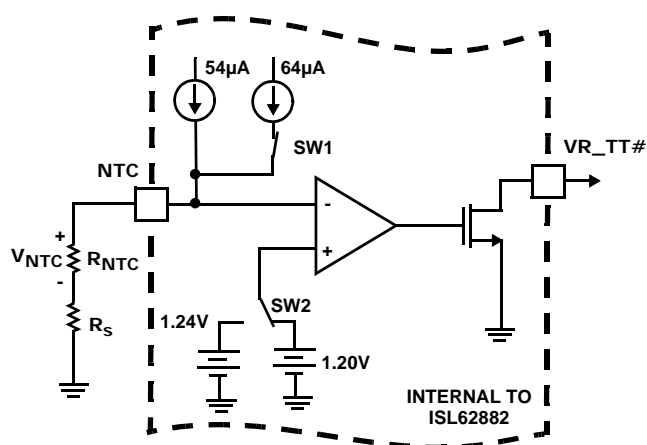 54µA
64µA
SW1
NTC
VR_TT#
-
+
+
VNTC
RNTC
-
SW2
1.24V
Rs
1.20V
INTERNAL TO
ISL62882